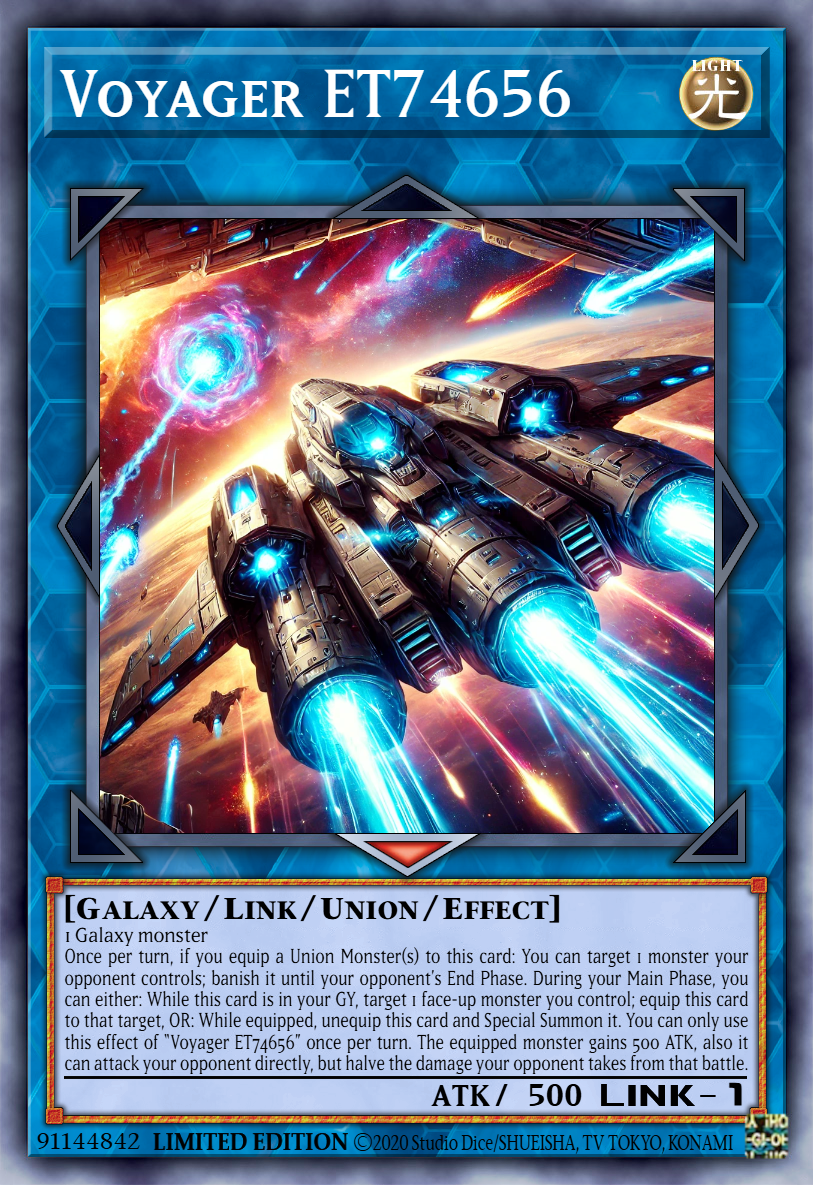 Voyager ET74656
LIGHT
光
[Galaxy/Link/Union/Effect]
1 Galaxy monster
Once per turn, if you equip a Union Monster(s) to this card: You can target 1 monster your
opponent controls; banish it until your opponent's End Phase. During your Main Phase, you
can either: While this card is in your GY, target 1 face-up monster you control; equip this card
to that target, OR: While equipped, unequip this card and Special Summon it. You can only use
this effect of "Voyager ET74656" once per turn. The equipped monster gains 500 ATK, also it
can attack your opponent directly, but halve the damage your opponent takes from that battle.
ATK/ 500 LINK-1
91144842 LIMITED EDITION ©2020 Studio Dice/SHUEISHA, TV TOKYO, KONAMI